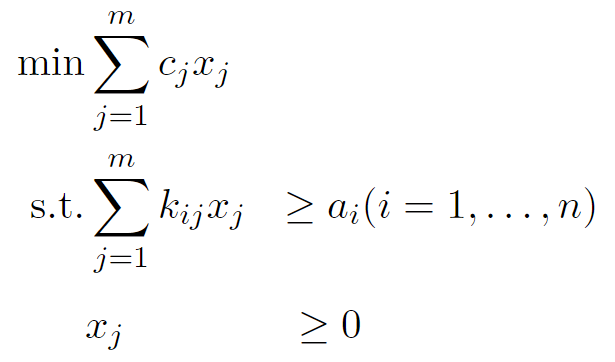 min ∑_{j=1}^{m} c_j x_j
s.t. ∑_{j=1}^{m} k_{ij} x_j ≥ a_i (i = 1, . . . , n)
x_j ≥ 0